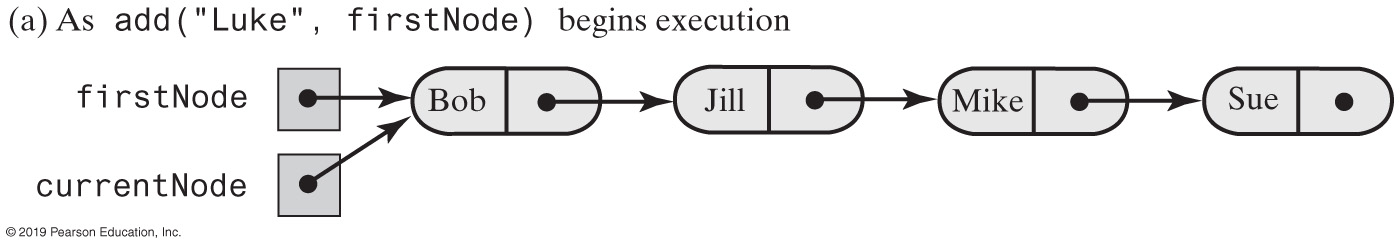 (a) As add("Luke", firstNode) begins execution
firstNode
Bob
Jill
Mike
Sue
currentNode
© 2019 Pearson Education, Inc.